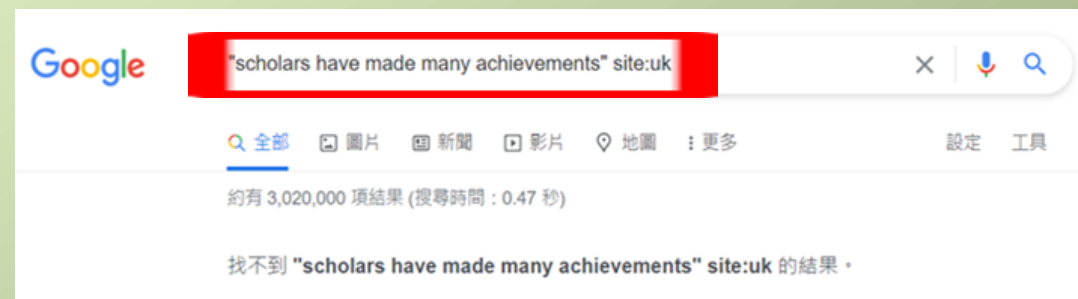 Google
"scholars have made many achievements" site:uk
全部 圖片 新聞 影片 地圖 更多 設定 工具
約有 3,020,000 項結果 (搜尋時間：0.47 秒)
找不到 "scholars have made many achievements" site:uk 的結果。